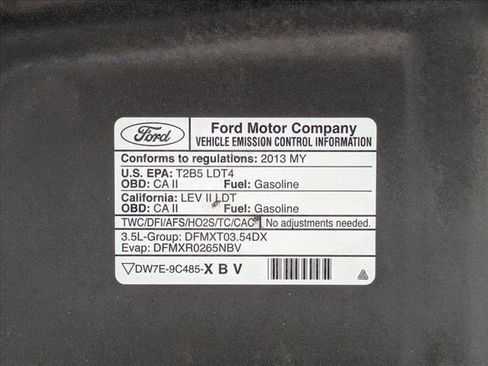 Ford
Ford Motor Company
VEHICLE EMISSION CONTROL INFORMATION
Conforms to regulations: 2013 MY
U.S. EPA: T2B5 LDT4
OBD: CA II Fuel: Gasoline
California: LEV II LDT
OBD: CA II Fuel: Gasoline
TWC/DFI/AFS/HO2S/TC/CAC No adjustments needed.
3.5L-Group: DFMXT03.54DX
Evap: DFMXR0265NBV
DW7E-9C485-X B V